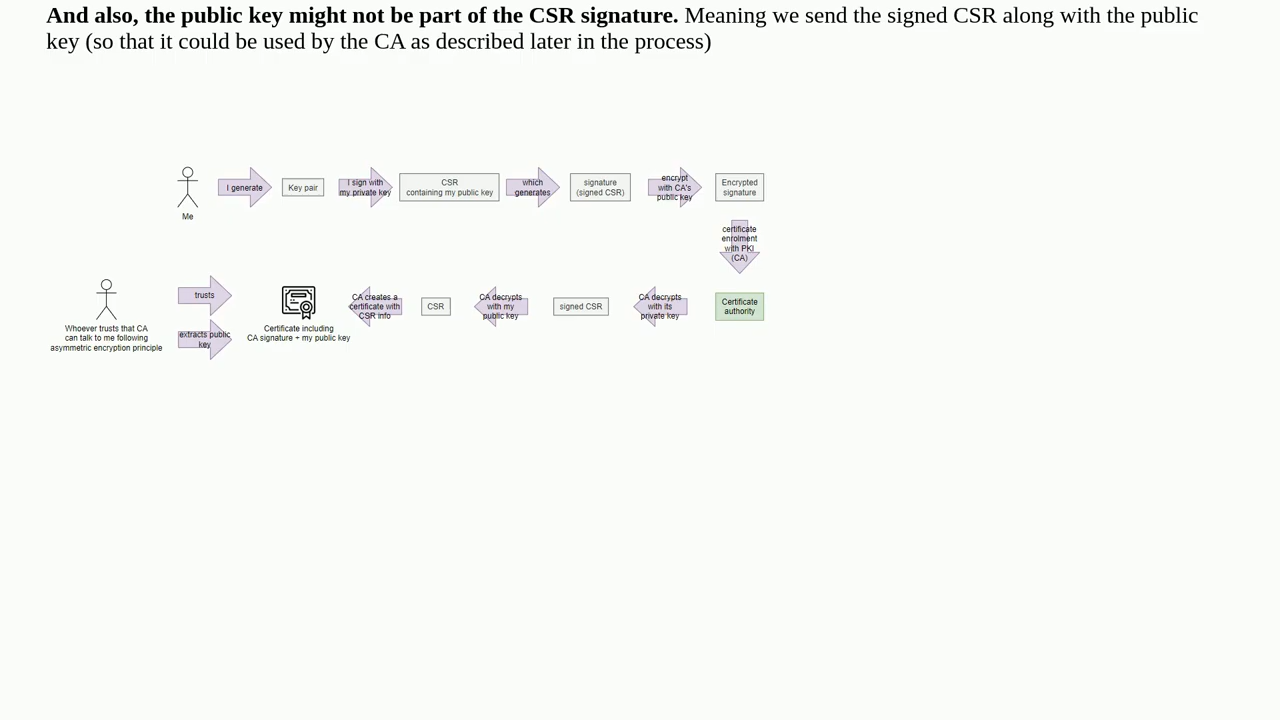 And also, the public key might not be part of the CSR signature. Meaning we send the signed CSR along with the public
key (so that it could be used by the CA as described later in the process)
Me
I generate
Key pair
I sign with
my private key
CSR
containing my public key
which
generates
signature
(signed CSR)
encrypt
with CA's
public key
Encrypted
signature
certificate
enrolment
with PKI
(CA)
Certificate
authority
CA decrypts
with its
private key
signed CSR
CA decrypts
with my
public key
CSR
CA creates a
certificate with
CSR info
Certificate including
CA signature + my public key
trusts
extracts public
key
Whoever trusts that CA
can talk to me following
asymmetric encryption principle